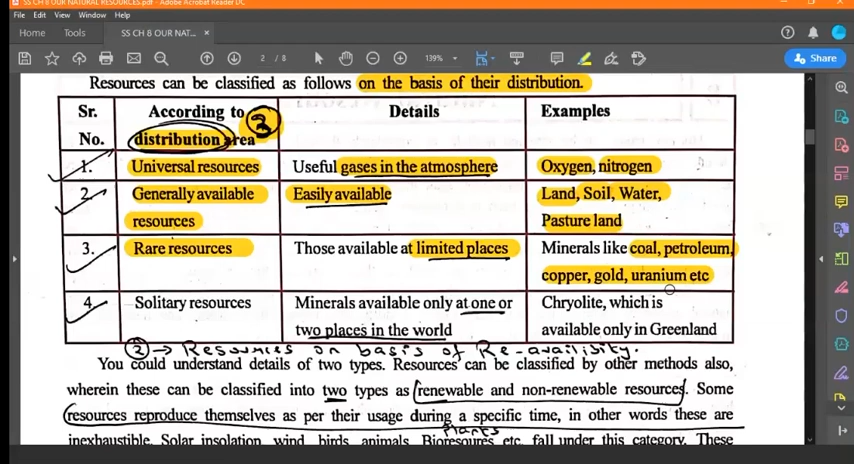 SS CH 8 OUR NATURAL RESOURCES.pdf - Adobe Acrobat Reader DC
File Edit View Window Help
Home Tools SS CH 8 OUR NAT... ×
2 / 8 139% Share
Resources can be classified as follows on the basis of their distribution.
Sr. No. According to distribution area 3 Details Examples
1. Universal resources Useful gases in the atmosphere Oxygen, nitrogen
2. Generally available resources Easily available Land, Soil, Water, Pasture land
3. Rare resources Those available at limited places Minerals like coal, petroleum, copper, gold, uranium etc
4. Solitary resources Minerals available only at one or two places in the world Chryolite, which is available only in Greenland
② → Resources on basis of Re-availibity.
You could understand details of two types. Resources can be classified by other methods also,
wherein these can be classified into two types as renewable and non-renewable resources. Some
resources reproduce themselves as per their usage during a specific time, in other words these are
Plants
inexhaustible. Solar insolation, wind, birds, animals, Bioresoures etc. fall under this category. These